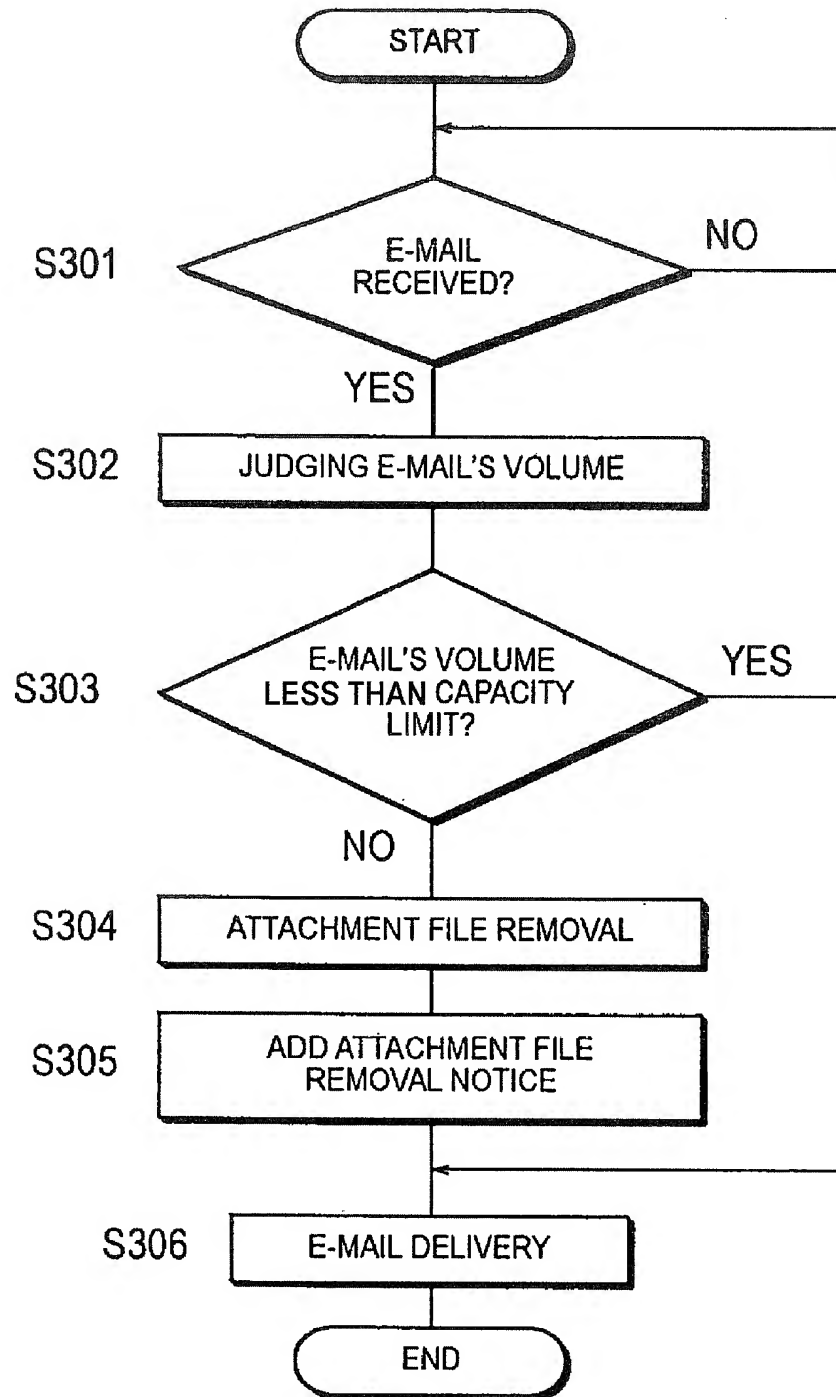 START
S301
E-MAIL
RECEIVED?
NO
YES
S302
JUDGING E-MAIL'S VOLUME
S303
E-MAIL'S VOLUME
LESS THAN CAPACITY
LIMIT?
YES
NO
S304
ATTACHMENT FILE REMOVAL
S305
ADD ATTACHMENT FILE
REMOVAL NOTICE
S306
E-MAIL DELIVERY
END